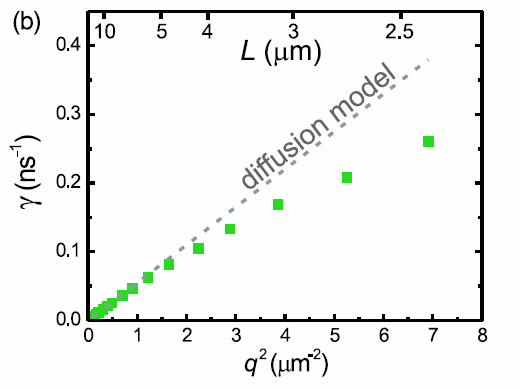 (b)
10 5 4 3 2.5
L (μm)
0.4
0.3
0.2
0.1
0.0
γ (ns⁻¹)
diffusion model
0 1 2 3 4 5 6 7 8
q² (μm⁻²)